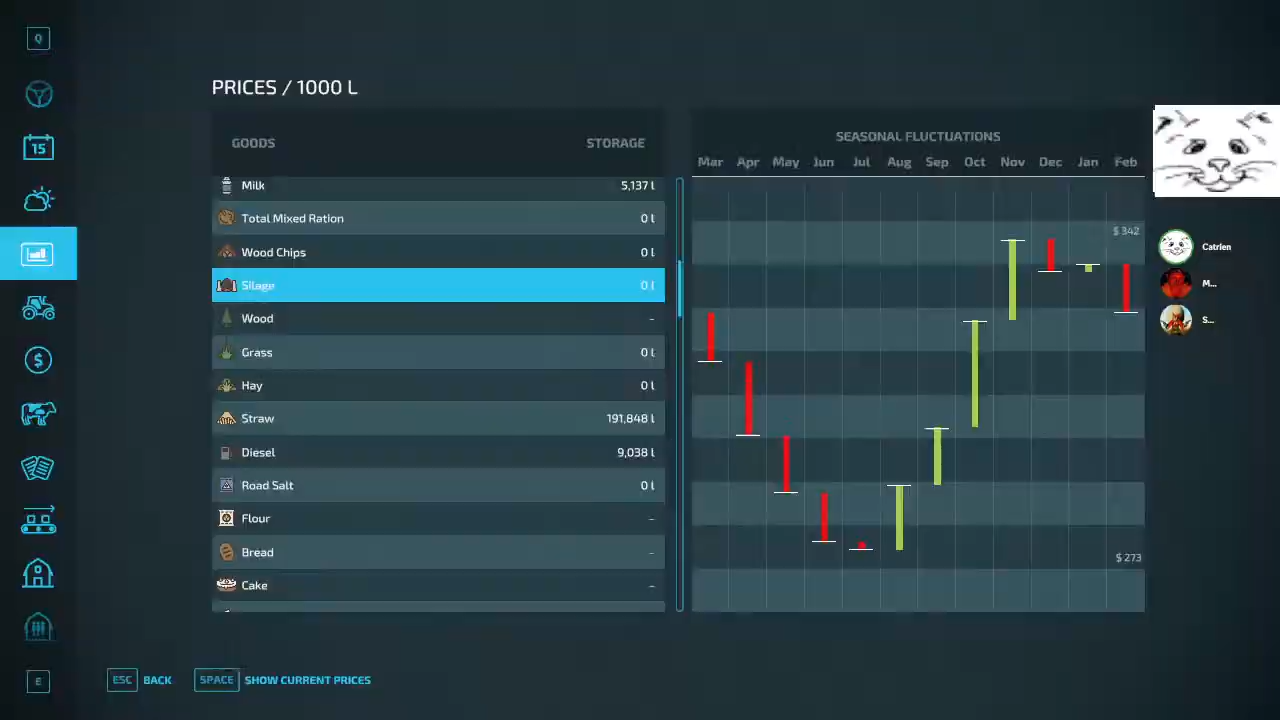 Q
PRICES / 1000 L
GOODS STORAGE
SEASONAL FLUCTUATIONS
Mar Apr May Jun Jul Aug Sep Oct Nov Dec Jan Feb
15
Milk 5,137 l
Total Mixed Ration 0 l
Wood Chips 0 l
Silage 0 l
Wood –
Grass 0 l
Hay 0 l
Straw 191,848 l
Diesel 9,038 l
Road Salt 0 l
Flour –
Bread –
Cake –
$ 342
$ 273
Catrien
M...
S...
$
E
ESC BACK SPACE SHOW CURRENT PRICES